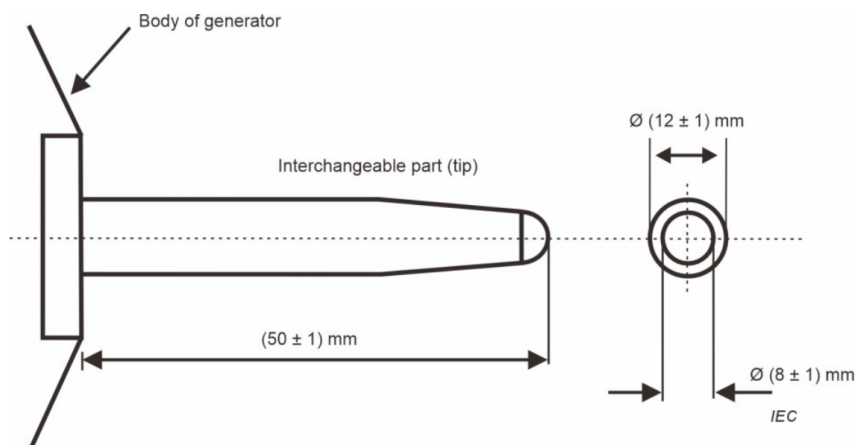 Body of generator
Ø (12 ± 1) mm
Interchangeable part (tip)
(50 ± 1) mm
Ø (8 ± 1) mm
IEC